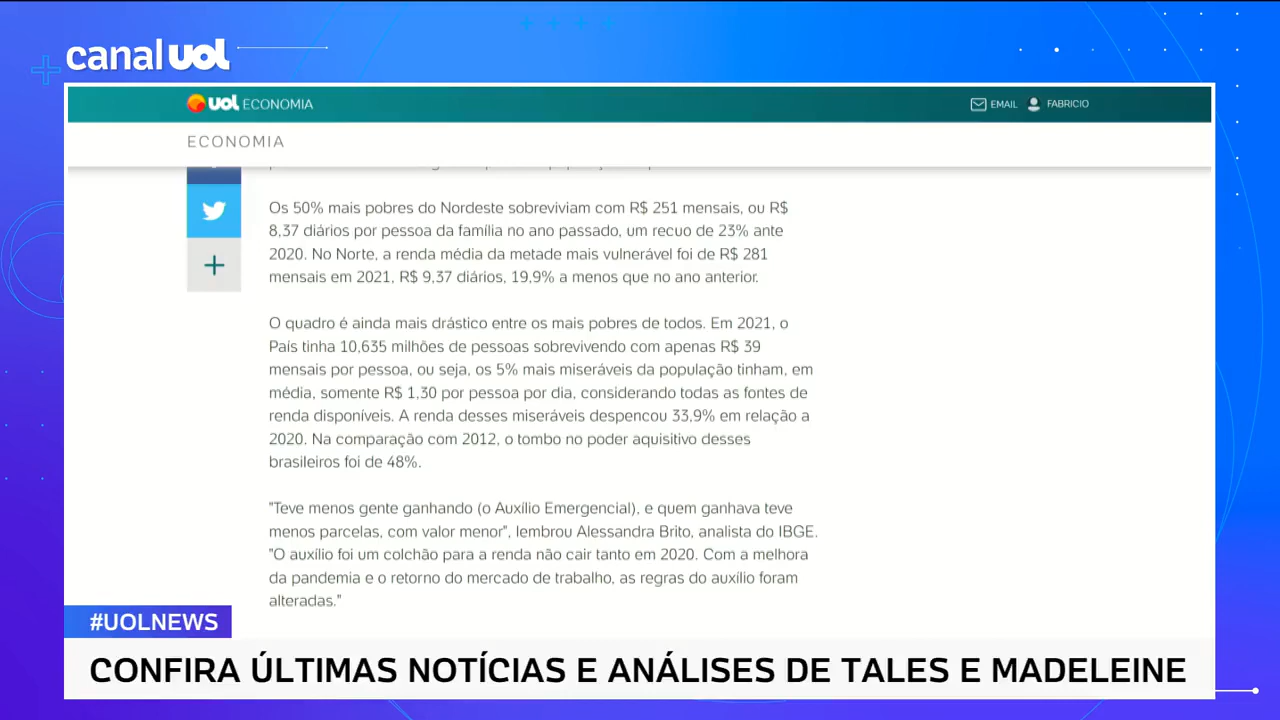 canal UOL
UOL ECONOMIA
EMAIL
FABRICIO
ECONOMIA
Os 50% mais pobres do Nordeste sobreviviam com R$ 251 mensais, ou R$
8,37 diários por pessoa da família no ano passado, um recuo de 23% ante
2020. No Norte, a renda média da metade mais vulnerável foi de R$ 281
mensais em 2021, R$ 9,37 diários, 19,9% a menos que no ano anterior.
O quadro é ainda mais drástico entre os mais pobres de todos. Em 2021, o
País tinha 10,635 milhões de pessoas sobrevivendo com apenas R$ 39
mensais por pessoa, ou seja, os 5% mais miseráveis da população tinham, em
média, somente R$ 1,30 por pessoa por dia, considerando todas as fontes de
renda disponíveis. A renda desses miseráveis despencou 33,9% em relação a
2020. Na comparação com 2012, o tombo no poder aquisitivo desses
brasileiros foi de 48%.
"Teve menos gente ganhando (o Auxílio Emergencial), e quem ganhava teve
menos parcelas, com valor menor", lembrou Alessandra Brito, analista do IBGE.
"O auxílio foi um colchão para a renda não cair tanto em 2020. Com a melhora
da pandemia e o retorno do mercado de trabalho, as regras do auxílio foram
alteradas."
#UOLNEWS
CONFIRA ÚLTIMAS NOTÍCIAS E ANÁLISES DE TALES E MADELEINE